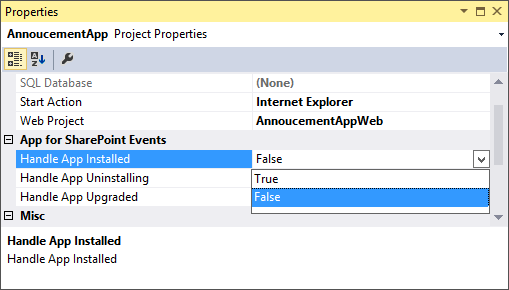 Properties
AnnoucementApp Project Properties
SQL Database (None)
Start Action Internet Explorer
Web Project AnnoucementAppWeb
App for SharePoint Events
Handle App Installed False
Handle App Uninstalling True
Handle App Upgraded False
Misc
Handle App Installed
Handle App Installed